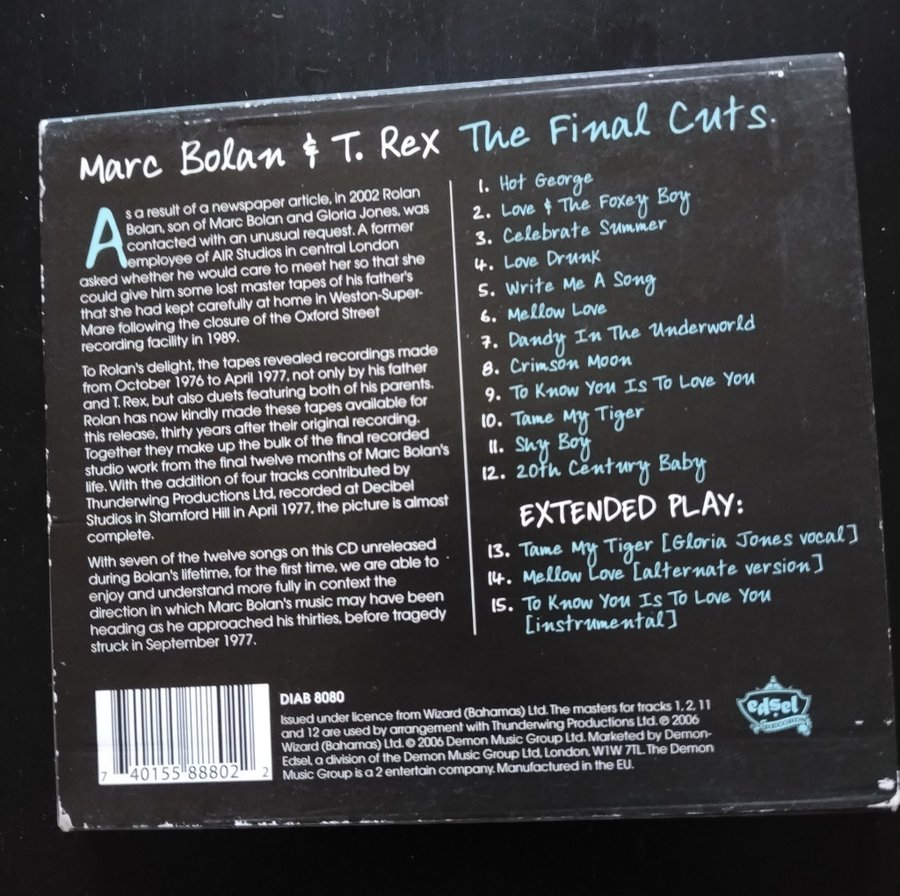 Marc Bolan & T. Rex The Final Cuts.
As a result of a newspaper article, in 2002 Rolan
Bolan, son of Marc Bolan and Gloria Jones, was
contacted with an unusual request. A former
employee of AIR Studios in central London
asked whether he would care to meet her so that she
could give him some lost master tapes of his father's
that she had kept carefully at home in Weston-Super-
Mare following the closure of the Oxford Street
recording facility in 1989.
To Rolan's delight, the tapes revealed recordings made
from October 1976 to April 1977, not only by his father
and T. Rex, but also duets featuring both of his parents.
Rolan has now kindly made these tapes available for
this release, thirty years after their original recording.
Together they make up the bulk of the final recorded
studio work from the final twelve months of Marc Bolan's
life. With the addition of four tracks contributed by
Thunderwing Productions Ltd, recorded at Decibel
Studios in Stamford Hill in April 1977, the picture is almost
complete.
With seven of the twelve songs on this CD unreleased
during Bolan's lifetime, for the first time, we are able to
enjoy and understand more fully in context the
direction in which Marc Bolan's music may have been
heading as he approached his thirties, before tragedy
struck in September 1977.
1. Hot George
2. Love & The Foxey Boy
3. Celebrate Summer
4. Love Drunk
5. Write Me A Song
6. Mellow Love
7. Dandy In The Underworld
8. Crimson Moon
9. To Know You Is To Love You
10. Tame My Tiger
11. Shy Boy
12. 20th Century Baby
EXTENDED PLAY:
13. Tame My Tiger [Gloria Jones vocal]
14. Mellow Love [alternate version]
15. To Know You Is To Love You
[instrumental]
7 40155 88802 2
DIAB 8080
Issued under licence from Wizard (Bahamas) Ltd. The masters for tracks 1, 2, 11
and 12 are used by arrangement with Thunderwing Productions Ltd. ℗ 2006
Wizard (Bahamas) Ltd. © 2006 Demon Music Group Ltd. Marketed by Demon-
Edsel, a division of the Demon Music Group Ltd, London, W1W 7TL. The Demon
Music Group is a 2 entertain company. Manufactured in the EU.
edsel
RECORDS